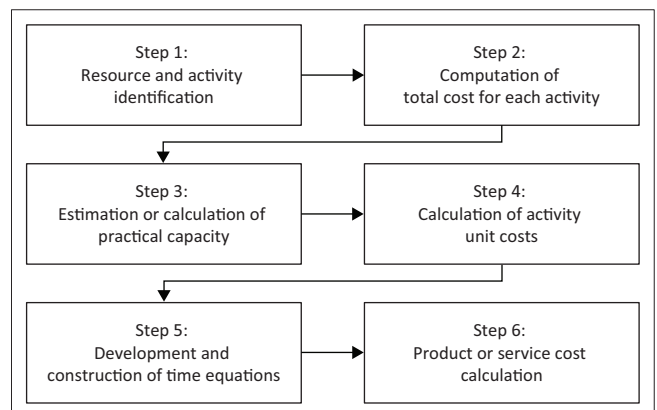 Step 1:
Resource and activity
identification
Step 2:
Computation of
total cost for each activity
Step 3:
Estimation or calculation of
practical capacity
Step 4:
Calculation of activity
unit costs
Step 5:
Development and
construction of time equations
Step 6:
Product or service cost
calculation